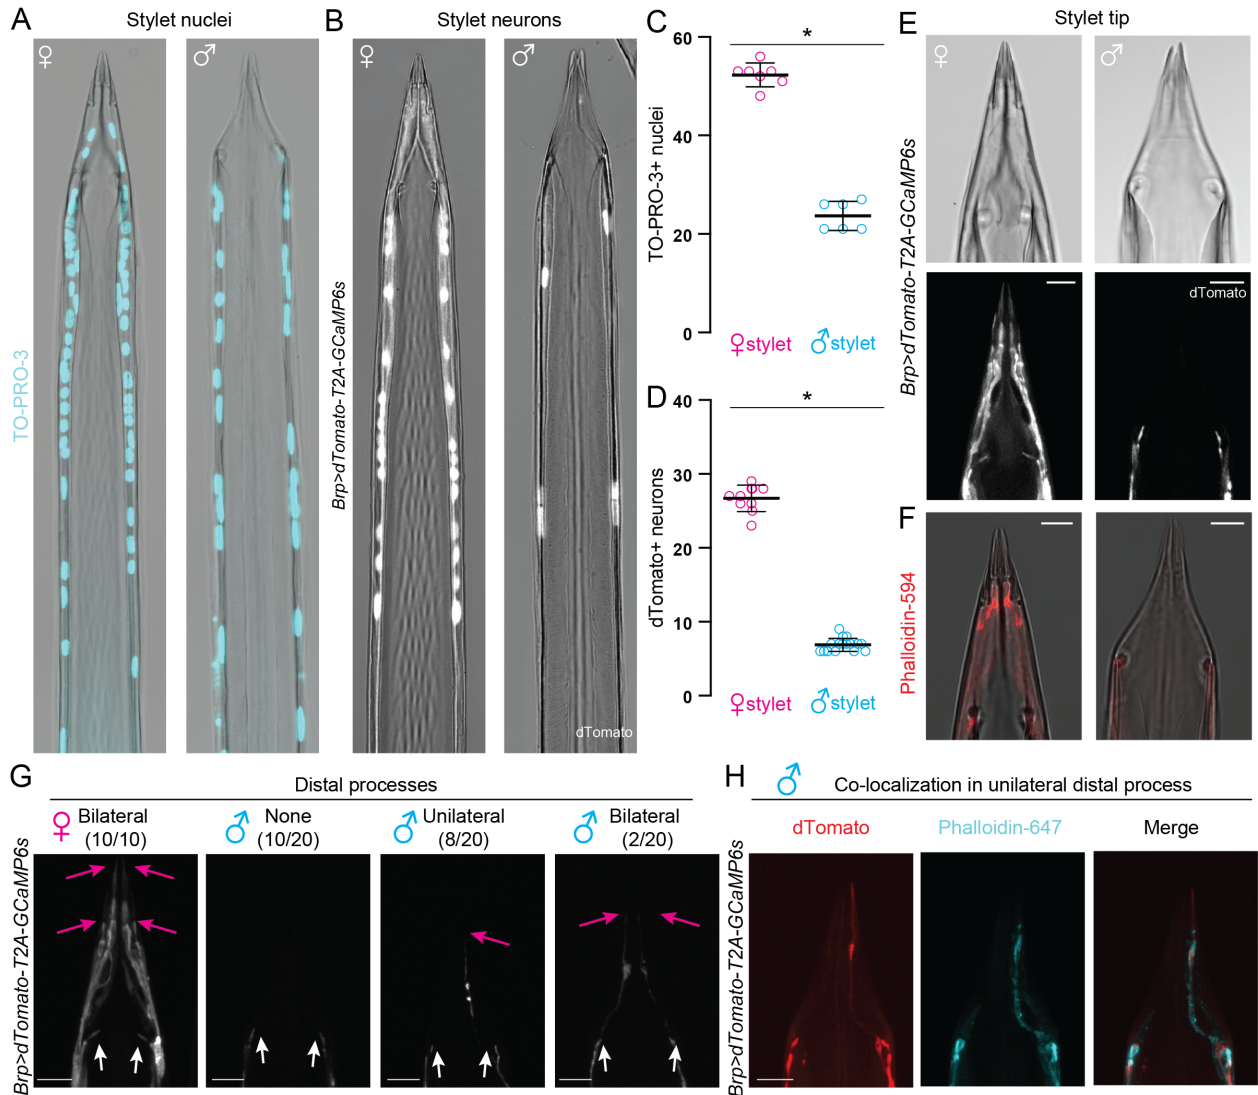 A
Stylet nuclei
♀
♂
TO-PRO-3
B
Stylet neurons
♀
♂
Brp>dTomato-T2A-GCaMP6s
dTomato
C
TO-PRO-3+ nuclei
60
40
20
0
*
♀stylet
♂stylet
D
dTomato+ neurons
40
30
20
10
0
*
♀stylet
♂stylet
E
Stylet tip
♀
♂
Brp>dTomato-T2A-GCaMP6s
dTomato
F
Phalloidin-594
G
Distal processes
♀ Bilateral
(10/10)
♂ None
(10/20)
♂ Unilateral
(8/20)
♂ Bilateral
(2/20)
Brp>dTomato-T2A-GCaMP6s
H
♂
Co-localization in unilateral distal process
dTomato
Phalloidin-647
Merge
Brp>dTomato-T2A-GCaMP6s